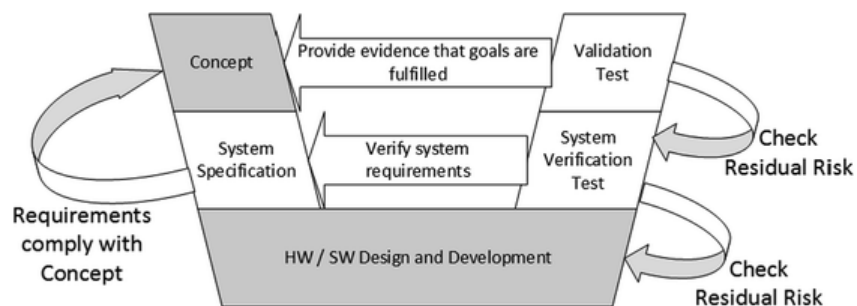 Concept
Provide evidence that goals are
fulfilled
Validation
Test
System
Specification
Verify system
requirements
System
Verification
Test
Check
Residual Risk
Requirements
comply with
Concept
HW / SW Design and Development
Check
Residual Risk